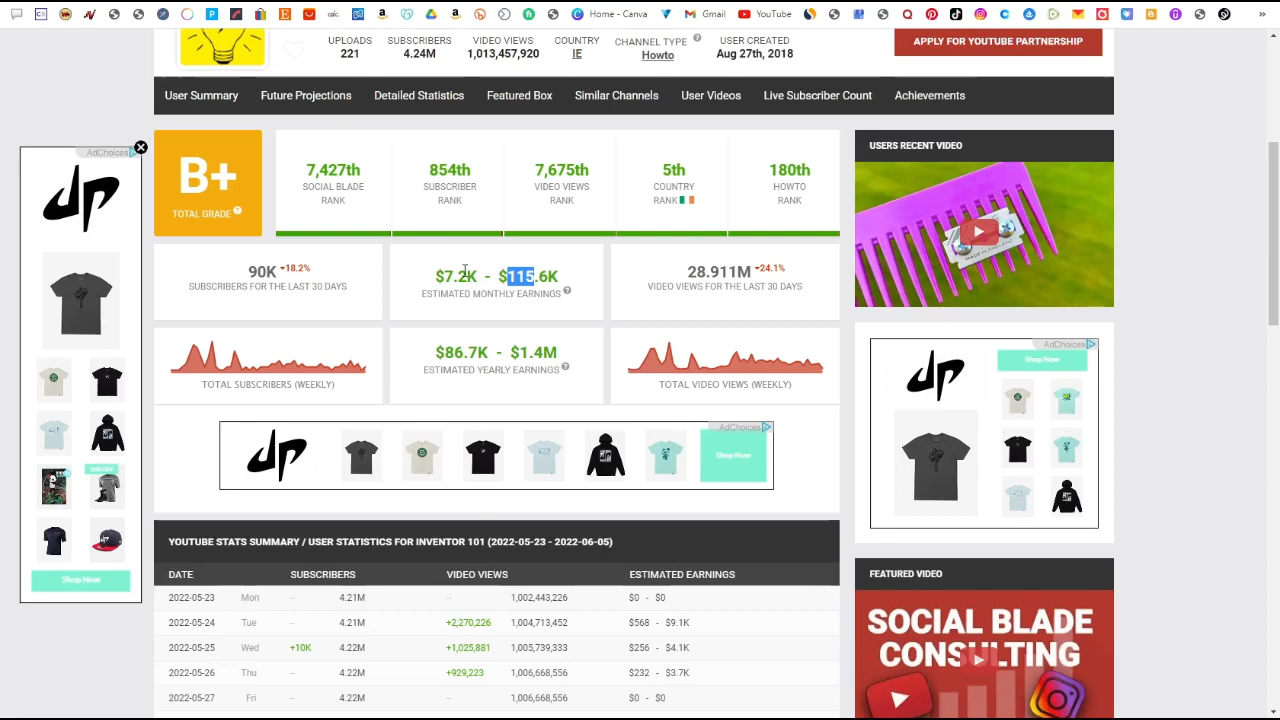 Home - Canva
Gmail
YouTube
UPLOADS
221
SUBSCRIBERS
4.24M
VIDEO VIEWS
1,013,457,920
COUNTRY
IE
CHANNEL TYPE
Howto
USER CREATED
Aug 27th, 2018
APPLY FOR YOUTUBE PARTNERSHIP
User Summary
Future Projections
Detailed Statistics
Featured Box
Similar Channels
User Videos
Live Subscriber Count
Achievements
AdChoices
B+
TOTAL GRADE
7,427th
SOCIAL BLADE
RANK
854th
SUBSCRIBER
RANK
7,675th
VIDEO VIEWS
RANK
5th
COUNTRY
RANK
180th
HOWTO
RANK
USERS RECENT VIDEO
90K -18.2%
SUBSCRIBERS FOR THE LAST 30 DAYS
$7.2K - $115.6K
ESTIMATED MONTHLY EARNINGS
28.911M -24.1%
VIDEO VIEWS FOR THE LAST 30 DAYS
TOTAL SUBSCRIBERS (WEEKLY)
$86.7K - $1.4M
ESTIMATED YEARLY EARNINGS
TOTAL VIDEO VIEWS (WEEKLY)
AdChoices
Shop Now
AdChoices
Shop Now
Shop Now
YOUTUBE STATS SUMMARY / USER STATISTICS FOR INVENTOR 101 (2022-05-23 - 2022-06-05)
DATE SUBSCRIBERS VIDEO VIEWS ESTIMATED EARNINGS
2022-05-23 Mon -- 4.21M -- 1,002,443,226 $0 - $0
2022-05-24 Tue -- 4.21M +2,270,226 1,004,713,452 $568 - $9.1K
2022-05-25 Wed +10K 4.22M +1,025,881 1,005,739,333 $256 - $4.1K
2022-05-26 Thu -- 4.22M +929,223 1,006,668,556 $232 - $3.7K
2022-05-27 Fri -- 4.22M -- 1,006,668,556 $0 - $0
FEATURED VIDEO
SOCIAL BLADE
CONSULTING